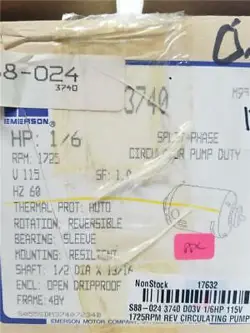 S8-024
3740
3740
EMERSON
HP: 1/6
SPLIT-PHASE
RPM: 1725
CIRCULATOR PUMP DUTY
V 115
SF: 1.0
HZ 60
THERMAL PROT: AUTO
ROTATION: REVERSIBLE
BEARING: SLEEVE
MOUNTING: RESILIENT
SHAFT: 1/2 DIA X 13/16
ENCL: OPEN DRIPPROOF
FRAME: 48Y
EMERSON MOTOR COMPANY
NonStock 17632
S88-024 3740 D03V 1/6HP 115V
1725RPM REV CIRCULATING PUMP